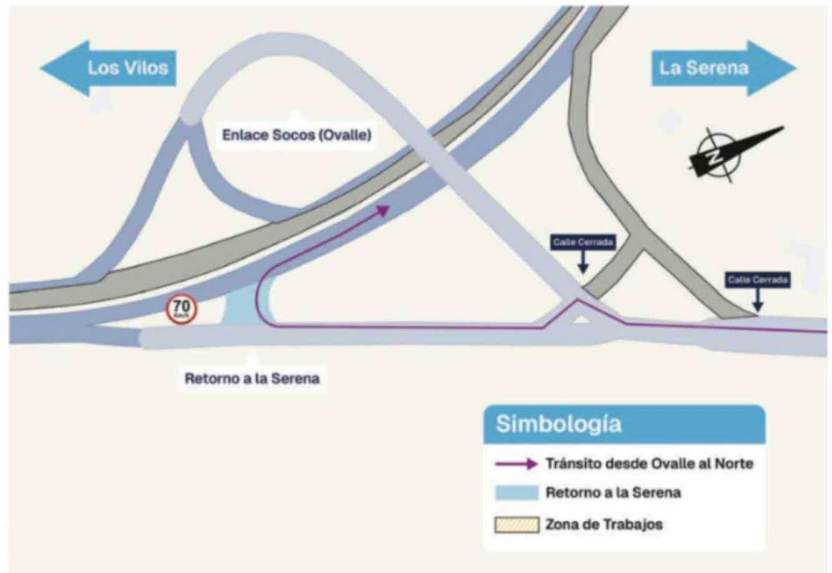 Los Vilos
La Serena
Enlace Socos (Ovalle)
N
Calle Cerrada
Calle Cerrada
70
km/h
Retorno a la Serena
Simbología
Tránsito desde Ovalle al Norte
Retorno a la Serena
Zona de Trabajos